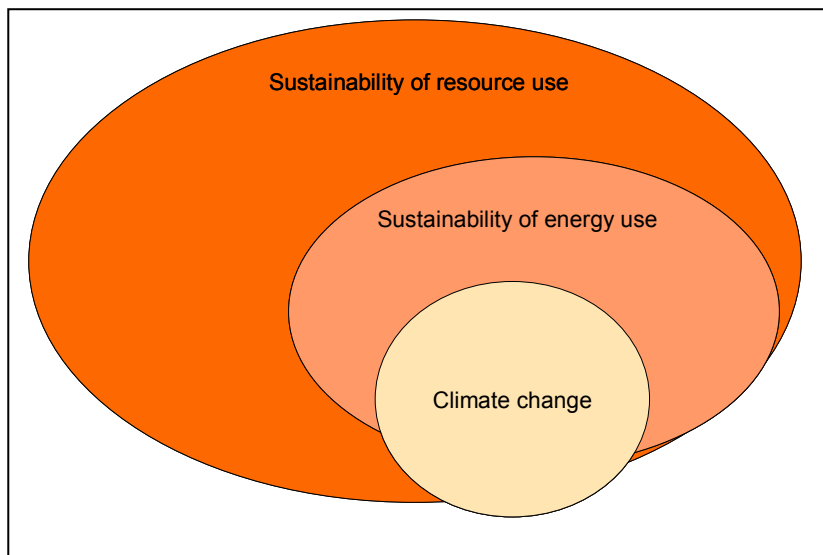 Sustainability of resource use
Sustainability of energy use
Climate change